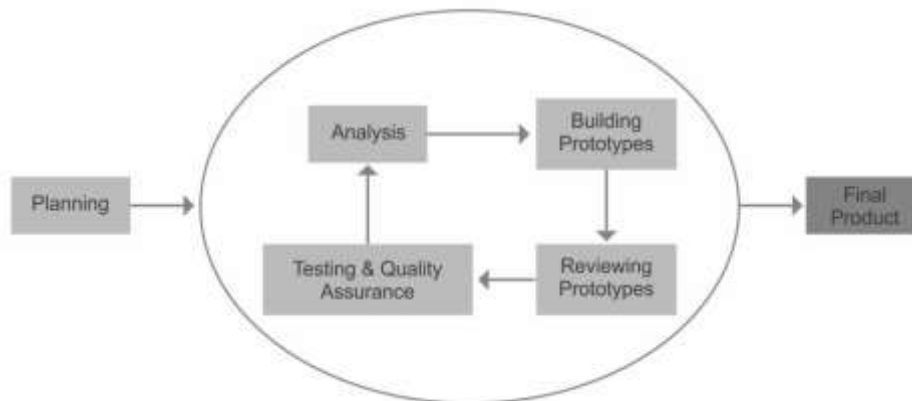 Planning
Analysis
Building
Prototypes
Reviewing
Prototypes
Testing & Quality
Assurance
Final
Product